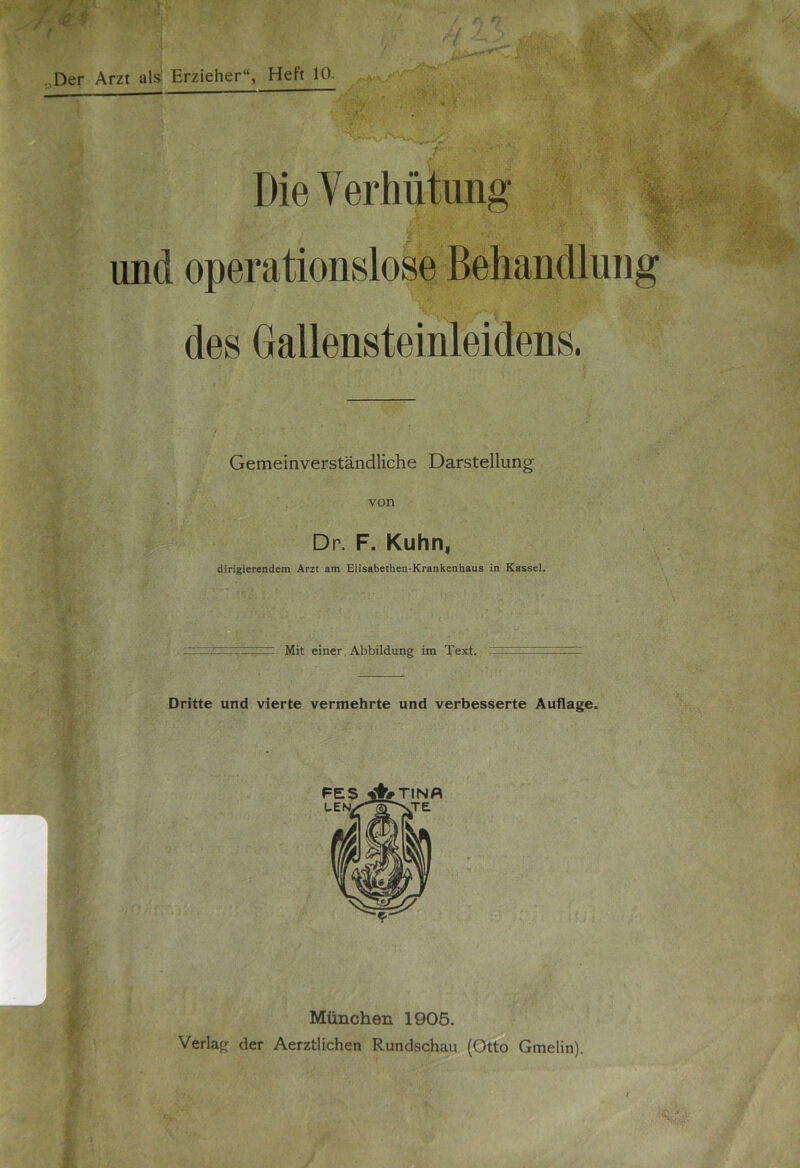 423
„Der Arzt als Erzieher“, Heft 10.
Die Verhütung
und operationslose Behandlung
des Gallensteinleidens.
Gemeinverständliche Darstellung
von
Dr. F. Kuhn,
dirigierendem Arzt am Elisabethen-Krankenhaus in Kassel.
Mit einer Abbildung im Text.
Dritte und vierte vermehrte und verbesserte Auflage.
FES TINA
LEN TE
München 1905.
Verlag der Aerztlichen Rundschau (Otto Gmelin).